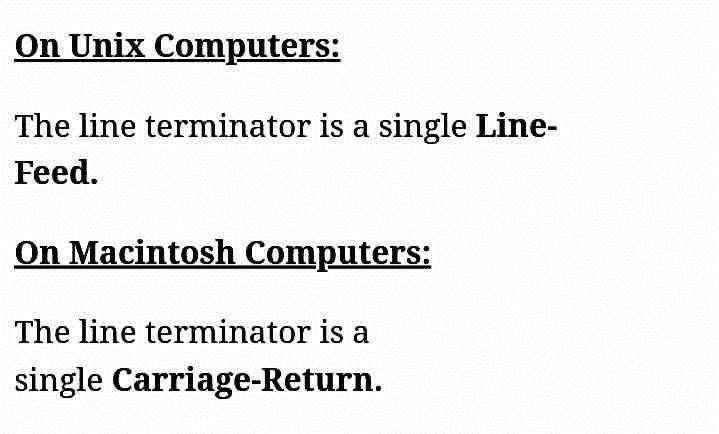 On Unix Computers:
The line terminator is a single Line-
Feed.
On Macintosh Computers:
The line terminator is a
single Carriage-Return.